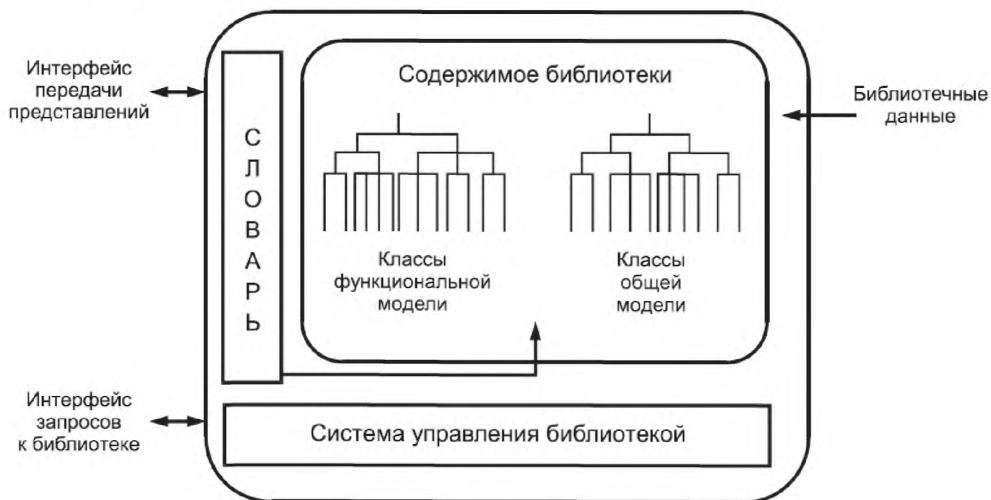 Интерфейс
передачи
представлений
С
Л
О
В
А
Р
Ь
Содержимое библиотеки
Библиотечные
данные
Классы
функциональной
модели
Классы
общей
модели
Интерфейс
запросов
к библиотеке
Система управления библиотекой